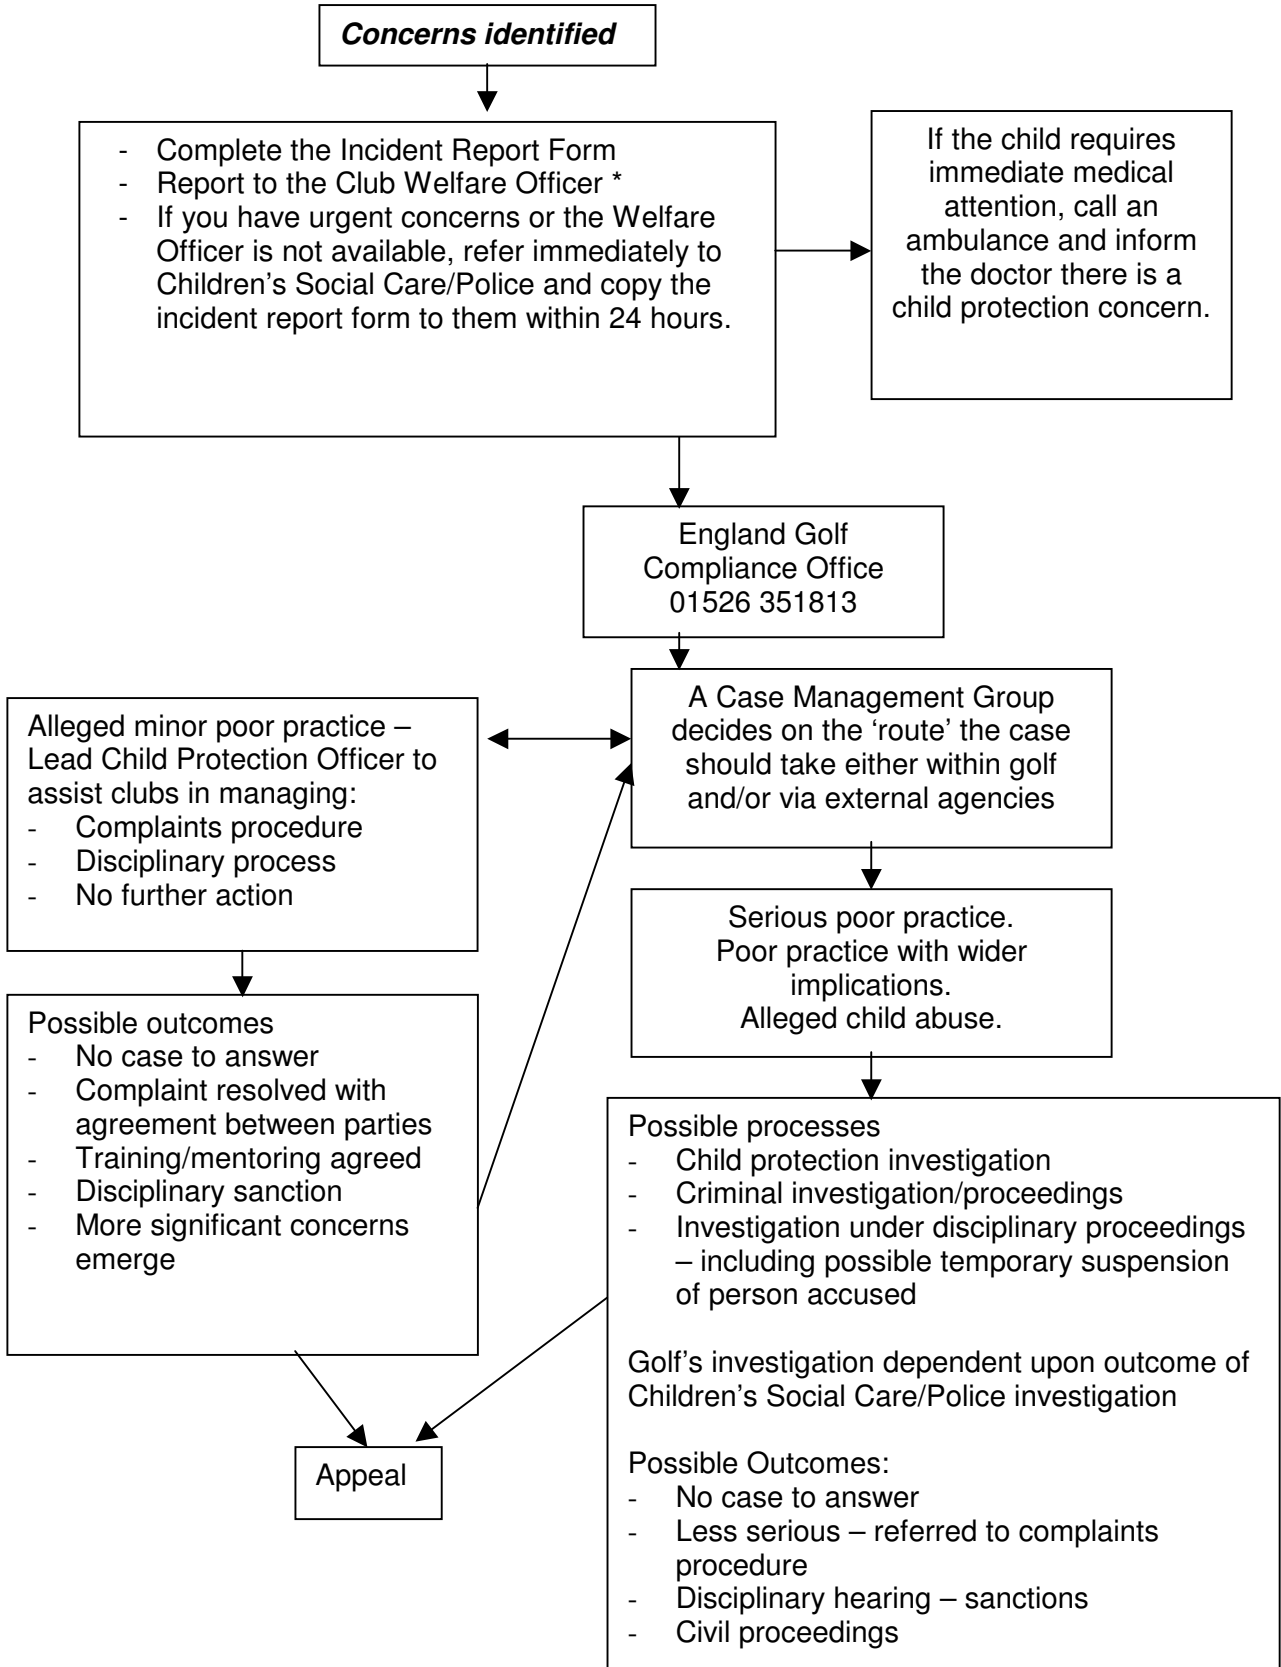 Concerns identified
- Complete the Incident Report Form
- Report to the Club Welfare Officer *
- If you have urgent concerns or the Welfare
Officer is not available, refer immediately to
Children's Social Care/Police and copy the
incident report form to them within 24 hours.
If the child requires
immediate medical
attention, call an
ambulance and inform
the doctor there is a
child protection concern.
England Golf
Compliance Office
01526 351813
A Case Management Group
decides on the 'route' the case
should take either within golf
and/or via external agencies
Alleged minor poor practice –
Lead Child Protection Officer to
assist clubs in managing:
- Complaints procedure
- Disciplinary process
- No further action
Serious poor practice.
Poor practice with wider
implications.
Alleged child abuse.
Possible outcomes
- No case to answer
- Complaint resolved with
agreement between parties
- Training/mentoring agreed
- Disciplinary sanction
- More significant concerns
emerge
Possible processes
- Child protection investigation
- Criminal investigation/proceedings
- Investigation under disciplinary proceedings
– including possible temporary suspension
of person accused
Golf's investigation dependent upon outcome of
Children's Social Care/Police investigation
Possible Outcomes:
- No case to answer
- Less serious – referred to complaints
procedure
- Disciplinary hearing – sanctions
- Civil proceedings
Appeal